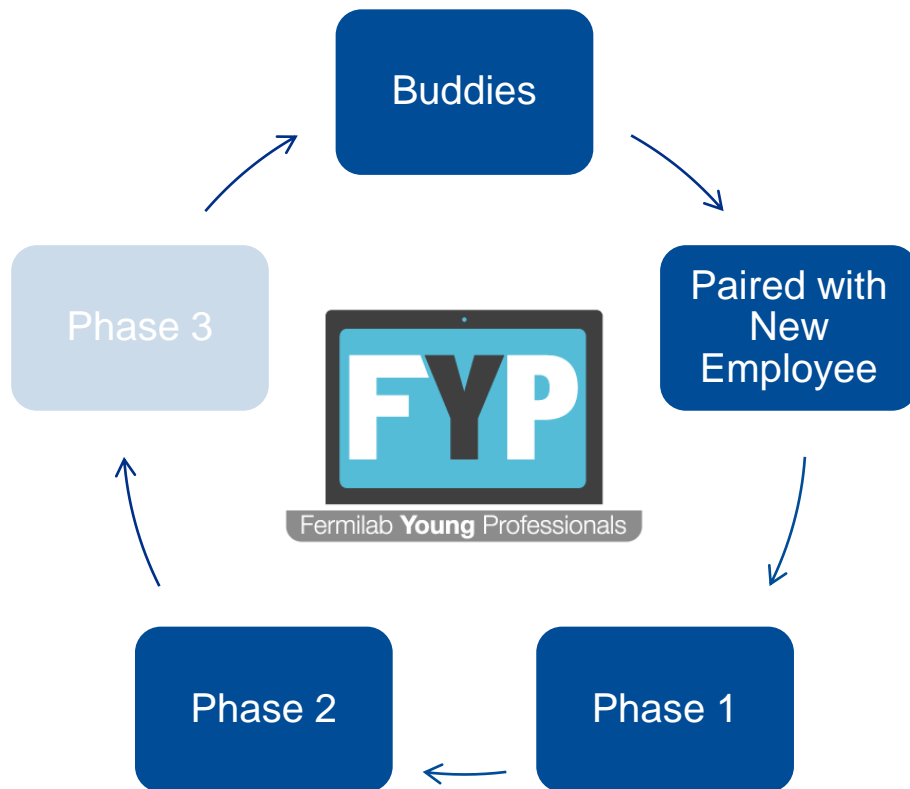 Buddies
Paired with
New
Employee
Phase 3
FYP
Fermilab Young Professionals
Phase 2
Phase 1